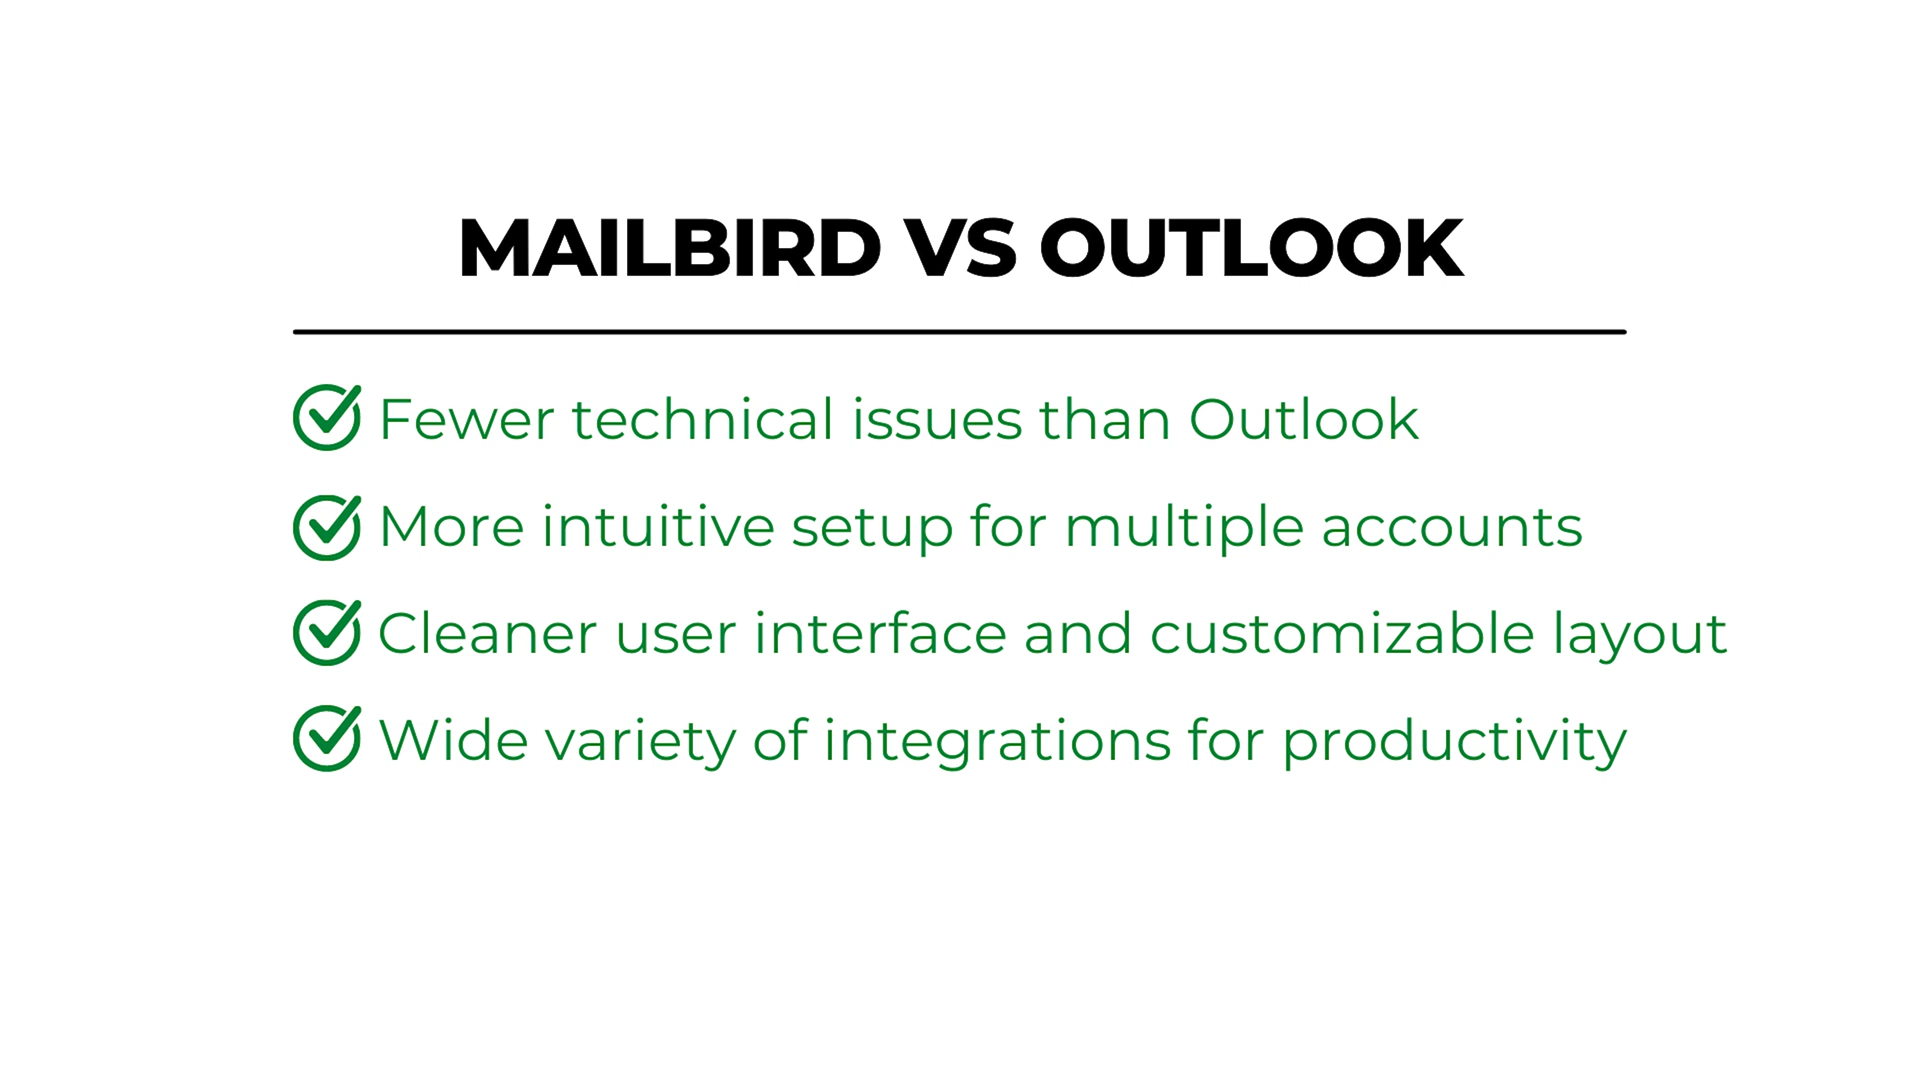 MAILBIRD VS OUTLOOK
Fewer technical issues than Outlook
More intuitive setup for multiple accounts
Cleaner user interface and customizable layout
Wide variety of integrations for productivity